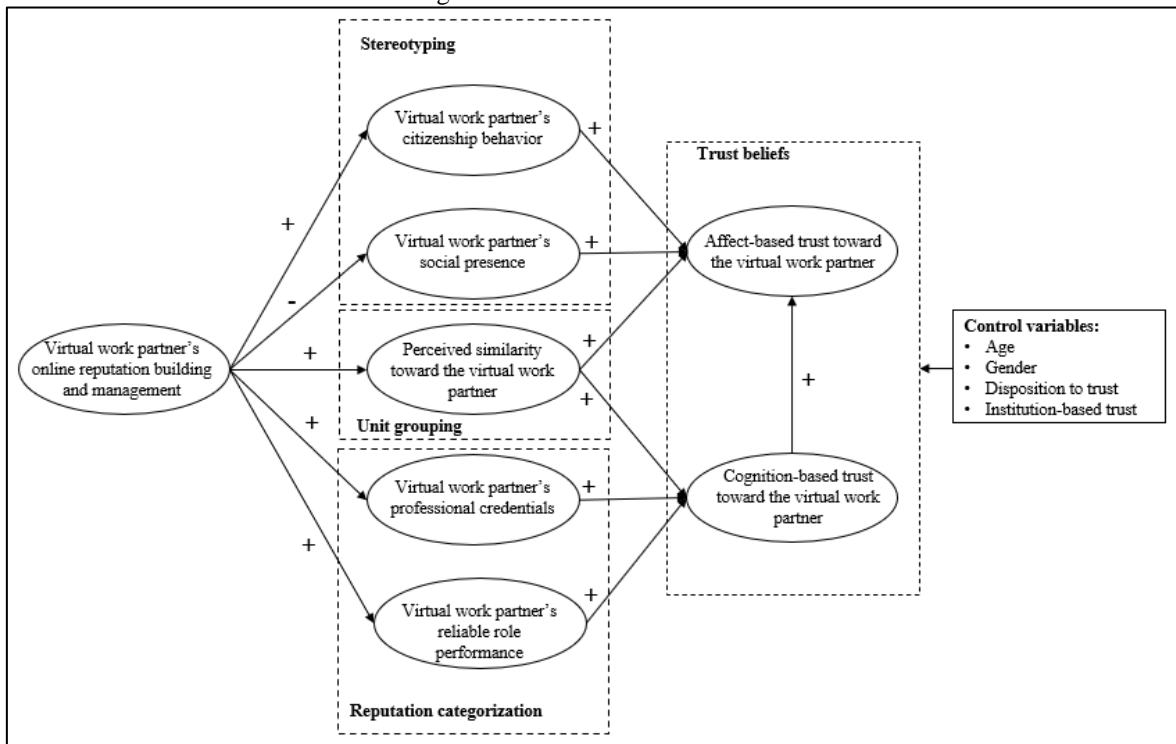 Stereotyping
Virtual work partner's
citizenship behavior
+
+
Virtual work partner's
social presence
+
-
Perceived similarity
toward the virtual work
partner
+
+
+
Unit grouping
Virtual work partner's
online reputation building
and management
+
Virtual work partner's
professional credentials
+
+
Virtual work partner's
reliable role
performance
+
Reputation categorization
Trust beliefs
Affect-based trust toward
the virtual work partner
+
Cognition-based trust
toward the virtual work
partner
Control variables:
• Age
• Gender
• Disposition to trust
• Institution-based trust